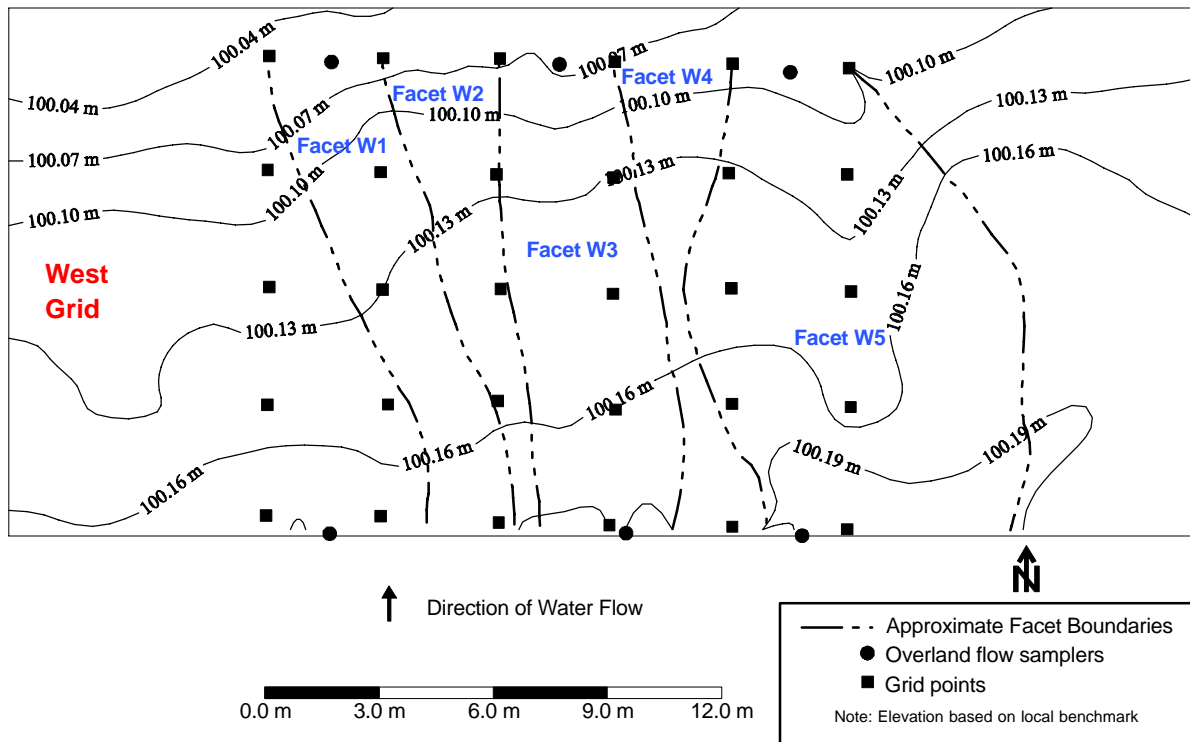 100.04 m
100.07 m
100.10 m
Facet W4
100.04 m
Facet W2
100.10 m
100.10 m
100.13 m
100.07 m
Facet W1
100.07 m
100.16 m
100.13 m
100.10 m
100.13 m
100.10 m
100.13 m
Facet W3
West
Grid
100.16 m
100.13 m
Facet W5
100.16 m
100.19 m
100.16 m
100.19 m
100.16 m
N
Direction of Water Flow
Approximate Facet Boundaries
Overland flow samplers
Grid points
Note: Elevation based on local benchmark
0.0 m 3.0 m 6.0 m 9.0 m 12.0 m